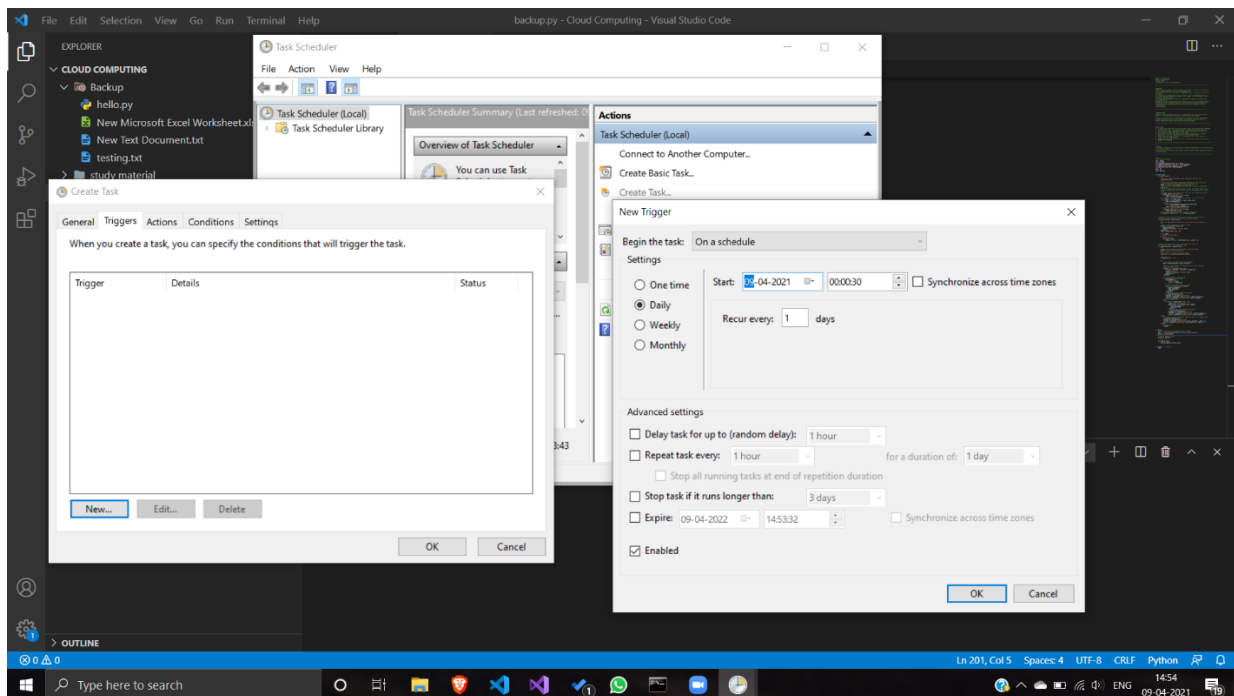 File Edit Selection View Go Run Terminal Help
backup.py - Cloud Computing - Visual Studio Code
EXPLORER
CLOUD COMPUTING
Backup
hello.py
New Microsoft Excel Worksheet.xls
New Text Document.txt
testing.txt
study material
OUTLINE
Task Scheduler
File Action View Help
Task Scheduler (Local)
Task Scheduler Library
Task Scheduler Summary (Last refreshed: 09
Overview of Task Scheduler
You can use Task
3:43
Actions
Task Scheduler (Local)
Connect to Another Computer...
Create Basic Task...
Create Task...
Create Task
General Triggers Actions Conditions Settings
When you create a task, you can specify the conditions that will trigger the task.
Trigger Details Status
New... Edit... Delete
OK Cancel
New Trigger
Begin the task: On a schedule
Settings
One time
Daily
Weekly
Monthly
Start: 09-04-2021 00:00:30 Synchronize across time zones
Recur every: 1 days
Advanced settings
Delay task for up to (random delay): 1 hour
Repeat task every: 1 hour for a duration of: 1 day
Stop all running tasks at end of repetition duration
Stop task if it runs longer than: 3 days
Expire: 09-04-2022 14:53:32 Synchronize across time zones
Enabled
OK Cancel
0 0
Ln 201, Col 5 Spaces: 4 UTF-8 CRLF Python
Type here to search
ENG
14:54
09-04-2021
19